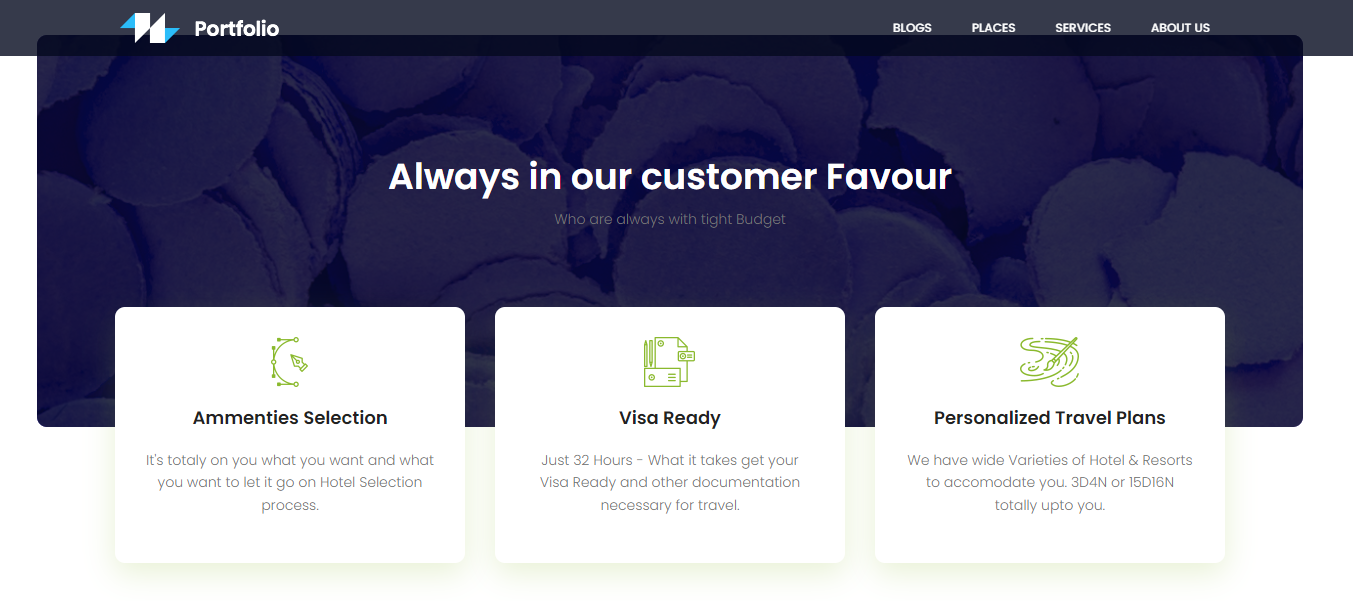 Portfolio
BLOGS PLACES SERVICES ABOUT US
Always in our customer Favour
Who are always with tight Budget
Ammenties Selection
It's totaly on you what you want and what
you want to let it go on Hotel Selection
process.
Visa Ready
Just 32 Hours - What it takes get your
Visa Ready and other documentation
necessary for travel.
Personalized Travel Plans
We have wide Varieties of Hotel & Resorts
to accomodate you. 3D4N or 15D16N
totally upto you.